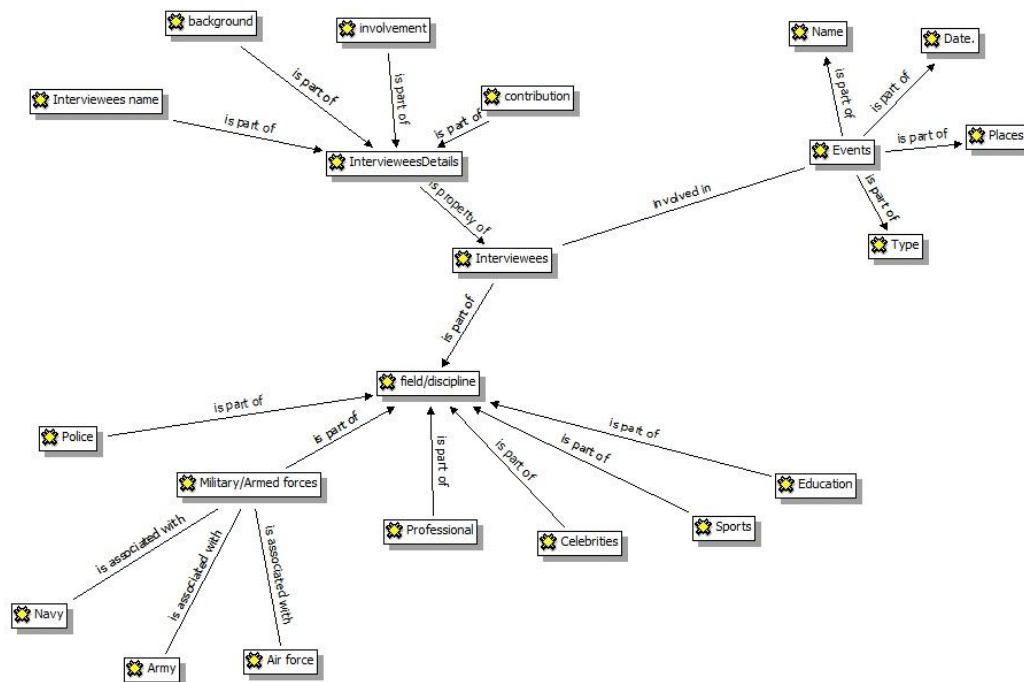 background
involvement
Name
Date.
is part of
is part of
is part of
is part of
Interviewees name
contribution
is part of
is part of
is part of
Places
Events
is part of
IntervieweesDetails
is property of
involved in
is part of
Type
Interviewees
is part of
field/discipline
is part of
is part of
is part of
is part of
is part of
is part of
Police
Military/Armed forces
Education
Professional
Celebrities
Sports
is associated with
is associated with
is associated with
Navy
Army
Air force